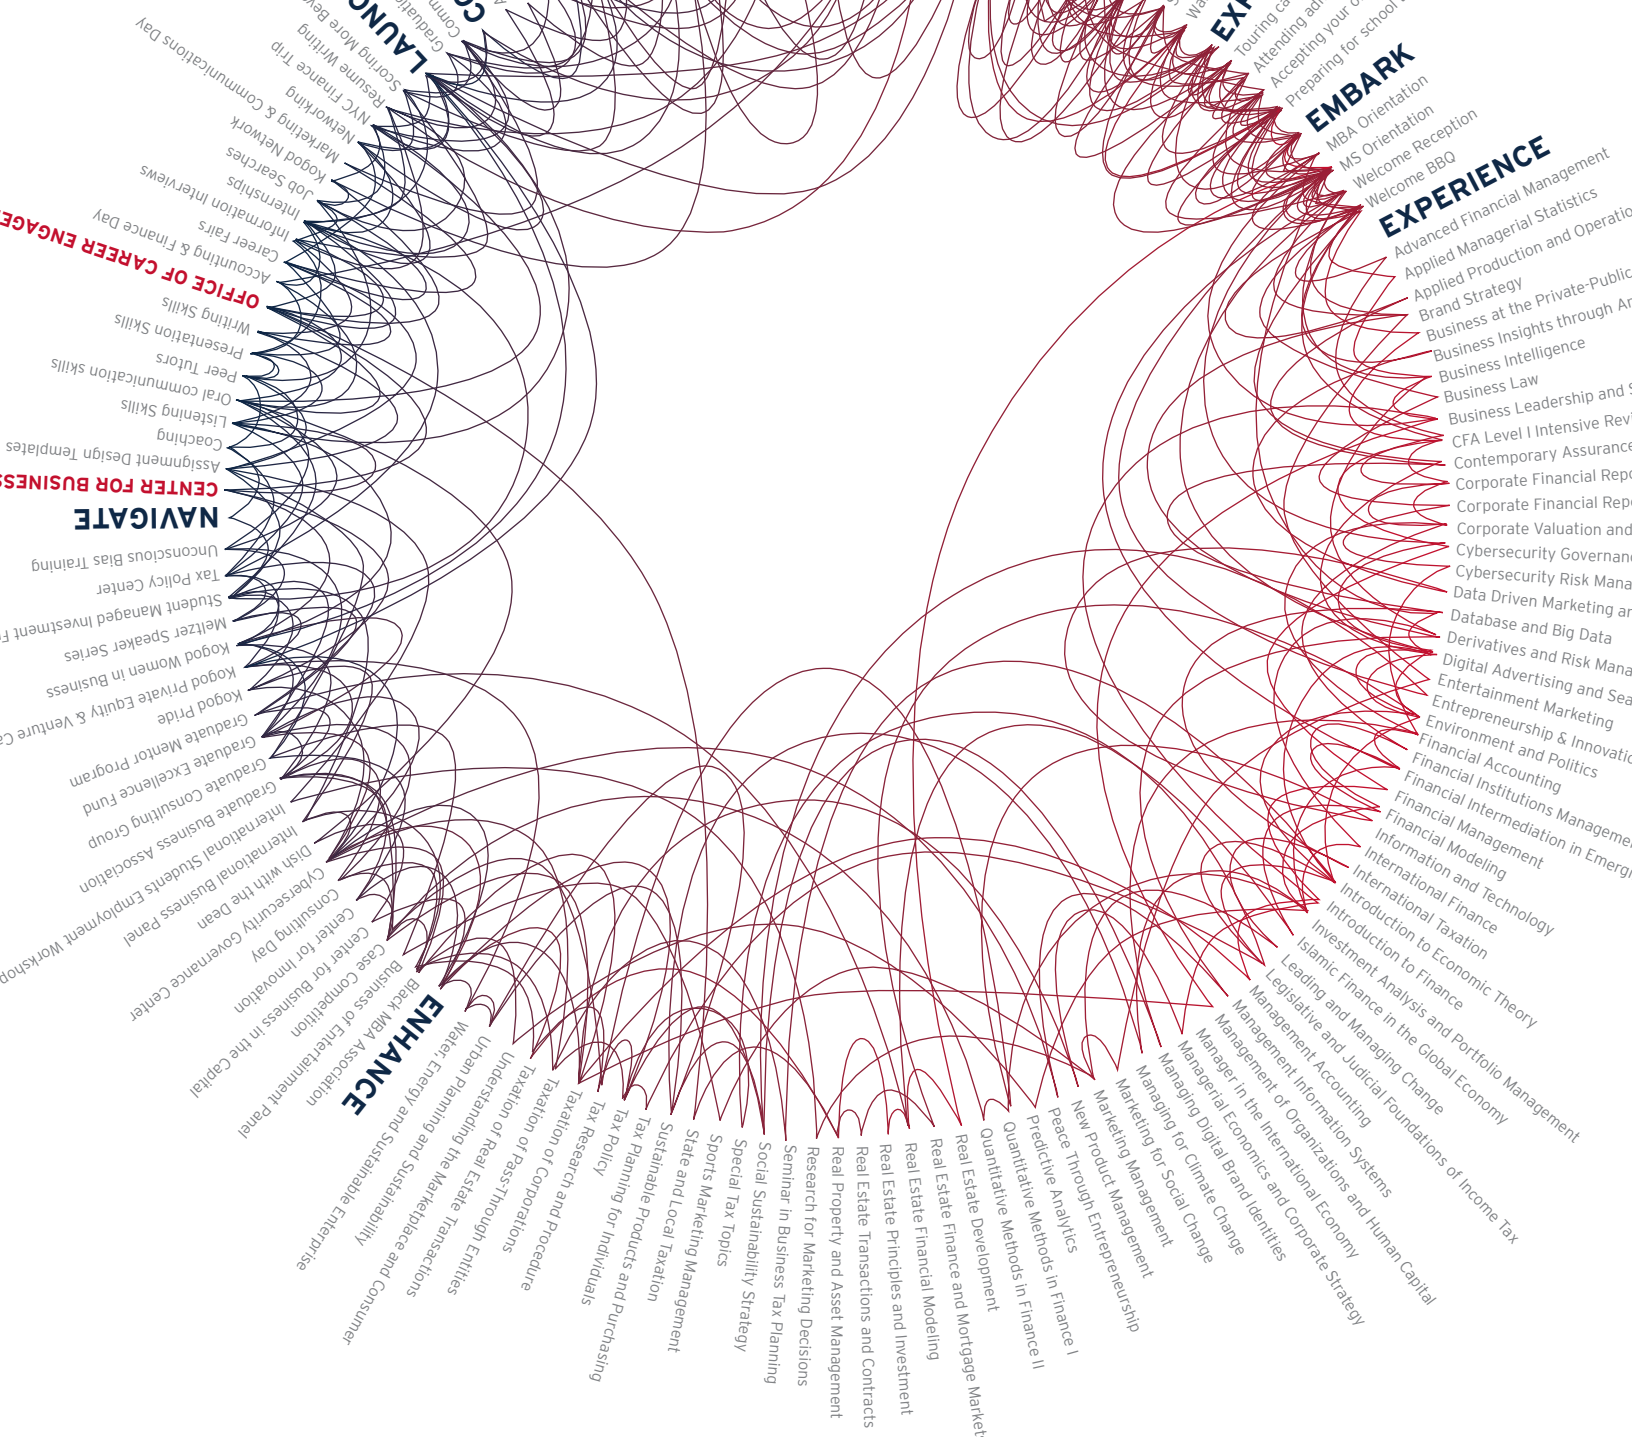 EMBARK
MBA Orientation
MS Orientation
Welcome Reception
Welcome BBQ
EXPERIENCE
Advanced Financial Management
Applied Managerial Statistics
Applied Production and
Brand Strategy
Business at the Private-Public
Business Insights through
Business Intelligence
Business Law
Business Leadership and
CFA Level I Intensive
Contemporary Assurance
Corporate Financial
Corporate Financial
Corporate Valuation and
Cybersecurity
Cybersecurity Risk
Data Driven Marketing
Database and Big Data
Derivatives and Risk
Digital Advertising and
Entertainment Marketing
Entrepreneurship &
Environment and Politics
Financial Accounting
Financial Institutions
Financial Intermediation in
Financial Management
Financial Modeling
Information and Technology
International Finance
International Taxation
Introduction to Economic Theory
Introduction to Finance
Investment Analysis and Portfolio Management
Islamic Finance in the Global Economy
Leading and Managing Change
Legislative and Judicial Foundations of Income Tax
Management Accounting
Management Information Systems
Management of Organizations and Human Capital
Manager in the International Economy
Managerial Economics and Corporate Strategy
Managing Digital Brand Identities
Managing for Climate Change
Marketing for Social Change
Marketing Management
New Product Management
Peace Through Entrepreneurship
Predictive Analytics
Quantitative Methods in Finance I
Quantitative Methods in Finance II
Real Estate Development
Real Estate Finance and Mortgage
Real Estate Financial Modeling
Real Estate Principles and Investment
Real Estate Transactions and Contracts
Real Property and Asset Management
Research for Marketing Decisions
Seminar in Business Tax Planning
Social Sustainability Strategy
Special Tax Topics
Sports Marketing Management
State and Local Taxation
Sustainable Products and Purchasing
Tax Planning for Individuals
Tax Policy
Tax Research and Procedure
Taxation of Corporations
Taxation of Pass-Through Entities
Taxation of Real Estate Transactions
Understanding the Marketplace and Consumer
Urban Planning and Sustainability
Water, Energy and Sustainable Enterprise
ENHANCE
Black MBA Association
Business of Entertainment Panel
Case Competition
Center for Business in the Capital
Center for Innovation
Consulting Day
Cybersecurity Governance Center
Dish with the Dean
International Business Panel
International Students Employment
Graduate Business Association
Graduate Consulting Group
Graduate Excellence Fund
Graduate Mentor Program
Kogod Pride
Kogod Private Equity & Venture
Kogod Women in Business
Meltzer Speaker Series
Student Managed Investment
Tax Policy Center
Unconscious Bias Training
NAVIGATE
CENTER FOR BUSINESS
Assignment Design Templates
Coaching
Listening Skills
Oral communication skills
Peer Tutors
Presentation Skills
Writing Skills
OFFICE OF CAREER
Accounting & Finance Day
Career Fairs
Information Interviews
Internships
Job Searches
Kogod Network
Marketing & Communications Day
Networking
NYC Finance Trip
Resume Writing
Scoring More
Touring
Attending
Accepting your
Preparing for school